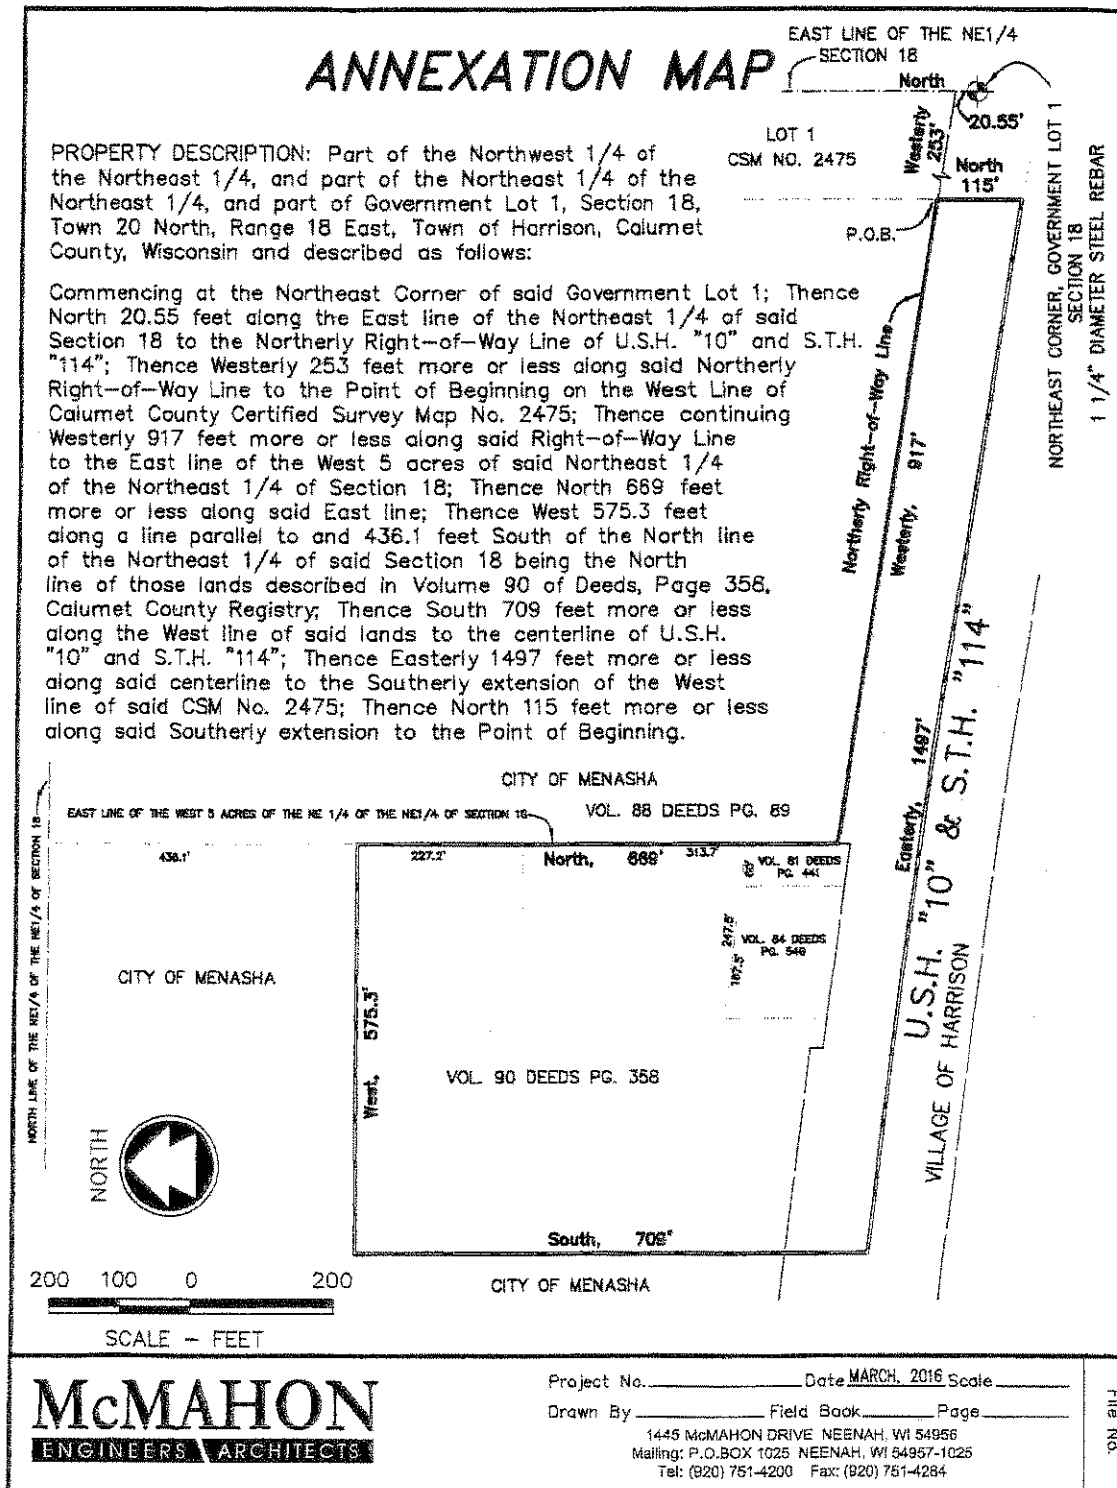 ANNEXATION MAP
EAST LINE OF THE NE1/4
SECTION 18
North
20.55'
Westerly
253'
North
115'
LOT 1
CSM NO. 2475
P.O.B.
NORTHEAST CORNER, GOVERNMENT LOT 1
SECTION 18
1 1/4" DIAMETER STEEL REBAR
PROPERTY DESCRIPTION: Part of the Northwest 1/4 of
the Northeast 1/4, and part of the Northeast 1/4 of the
Northeast 1/4, and part of Government Lot 1, Section 18,
Town 20 North, Range 18 East, Town of Harrison, Calumet
County, Wisconsin and described as follows:
Commencing at the Northeast Corner of said Government Lot 1; Thence
North 20.55 feet along the East line of the Northeast 1/4 of said
Section 18 to the Northerly Right-of-Way Line of U.S.H. "10" and S.T.H.
"114"; Thence Westerly 253 feet more or less along said Northerly
Right-of-Way Line to the Point of Beginning on the West Line of
Calumet County Certified Survey Map No. 2475; Thence continuing
Westerly 917 feet more or less along said Right-of-Way Line
to the East line of the West 5 acres of said Northeast 1/4
of the Northeast 1/4 of Section 18; Thence North 669 feet
more or less along said East line; Thence West 575.3 feet
along a line parallel to and 436.1 feet South of the North line
of the Northeast 1/4 of said Section 18 being the North
line of those lands described in Volume 90 of Deeds, Page 358,
Calumet County Registry; Thence South 709 feet more or less
along the West line of said lands to the centerline of U.S.H.
"10" and S.T.H. "114"; Thence Easterly 1497 feet more or less
along said centerline to the Southerly extension of the West
line of said CSM No. 2475; Thence North 115 feet more or less
along said Southerly extension to the Point of Beginning.
Northerly Right-of-Way Line
Westerly, 917'
Easterly, 1497'
U.S.H. "10" & S.T.H. "114"
VILLAGE OF HARRISON
CITY OF MENASHA
EAST LINE OF THE WEST 5 ACRES OF THE NE 1/4 OF THE NE1/4 OF SECTION 18
VOL. 88 DEEDS PG. 69
NORTH LINE OF THE NE1/4 OF THE NE1/4 OF SECTION 18
436.1'
227.2'
North, 669'
313.7'
VOL. 81 DEEDS
PG. 441
247.5'
187.5'
VOL. 84 DEEDS
PG. 546
CITY OF MENASHA
West, 575.3'
VOL. 90 DEEDS PG. 358
NORTH
South, 709'
CITY OF MENASHA
200 100 0 200
SCALE - FEET
McMAHON
ENGINEERS ARCHITECTS
Project No. Date MARCH, 2016 Scale
Drawn By Field Book Page
1445 McMAHON DRIVE NEENAH, WI 54956
Mailing: P.O.BOX 1025 NEENAH, WI 54957-1025
Tel: (920) 751-4200 Fax: (920) 751-4284
File No.